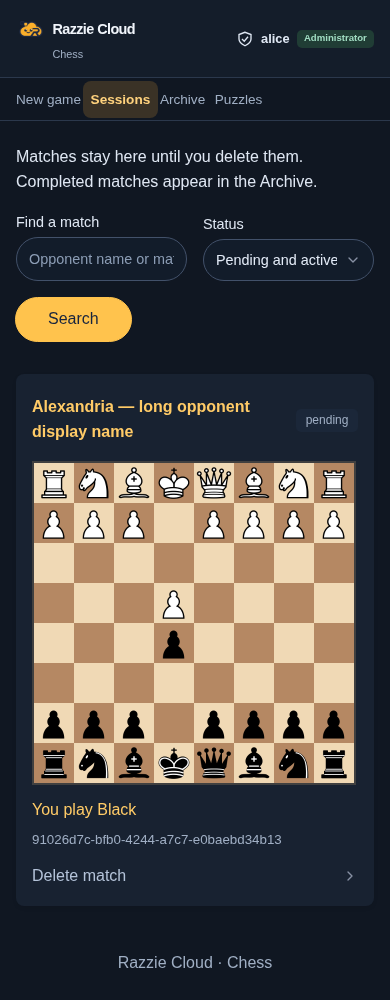 Razzie Cloud
Chess
alice Administrator
New game Sessions Archive Puzzles
Matches stay here until you delete them.
Completed matches appear in the Archive.
Find a match
Status
Opponent name or ma
Pending and active
Search
Alexandria — long opponent
display name
pending
You play Black
91026d7c-bfb0-4244-a7c7-e0baebd34b13
Delete match
Razzie Cloud · Chess